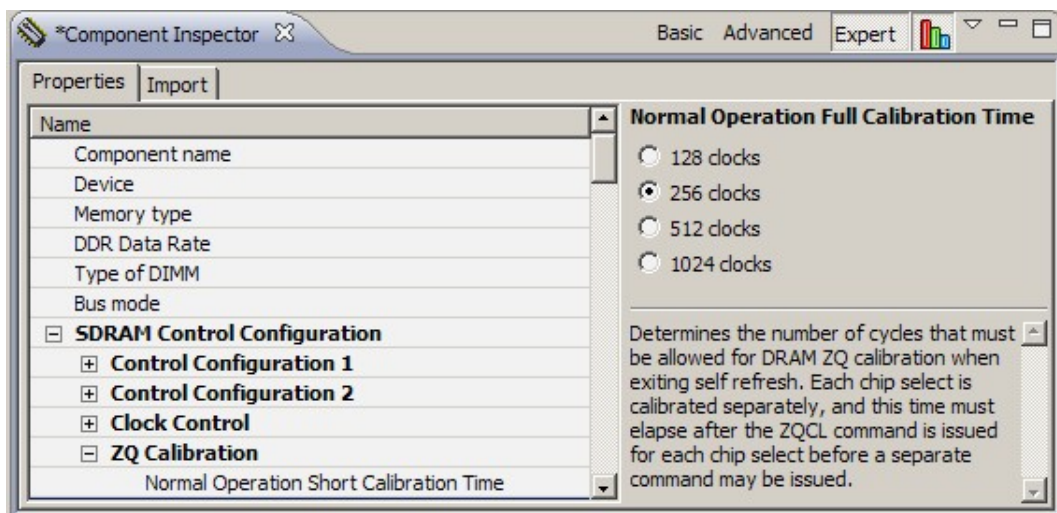 *Component Inspector
Basic Advanced Expert
Properties Import
Name
Component name
Device
Memory type
DDR Data Rate
Type of DIMM
Bus mode
SDRAM Control Configuration
Control Configuration 1
Control Configuration 2
Clock Control
ZQ Calibration
Normal Operation Short Calibration Time
Normal Operation Full Calibration Time
128 clocks
256 clocks
512 clocks
1024 clocks
Determines the number of cycles that must
be allowed for DRAM ZQ calibration when
exiting self refresh. Each chip select is
calibrated separately, and this time must
elapse after the ZQCL command is issued
for each chip select before a separate
command may be issued.